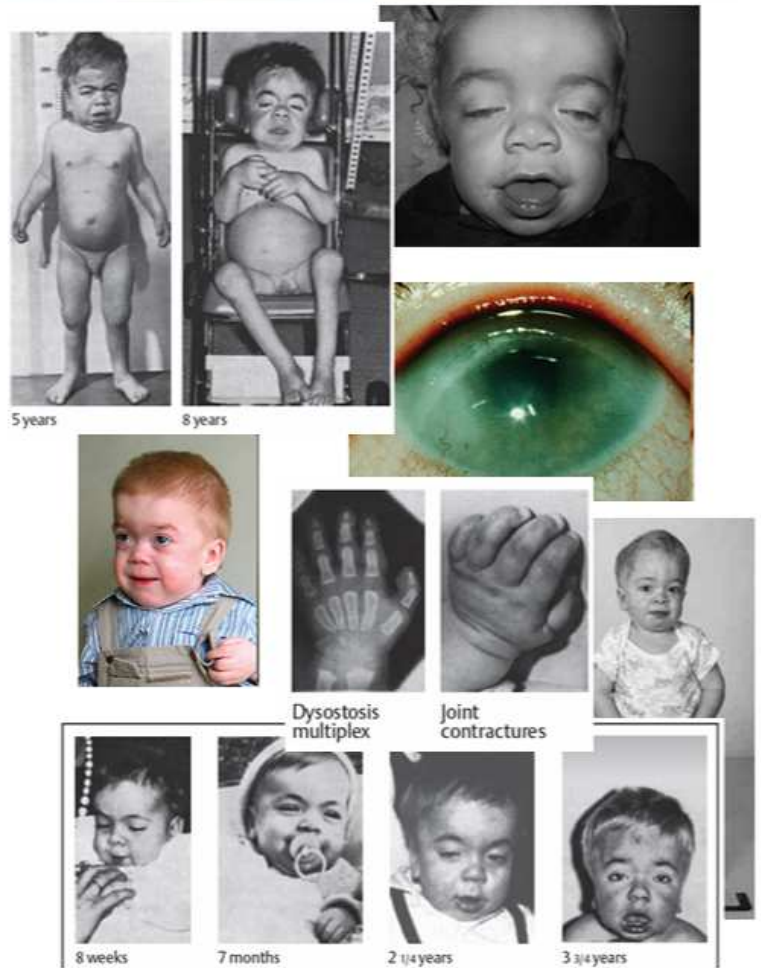 5 years
8 years
Dysostosis
multiplex
Joint
contractures
8 weeks
7 months
2 1/4 years
3 3/4 years